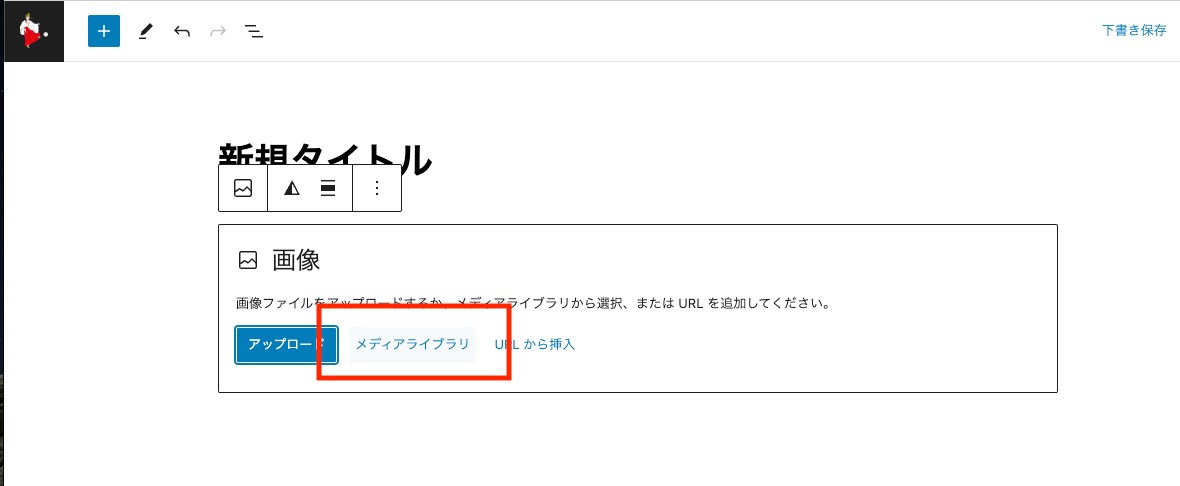 下書き保存
新規タイトル
画像
画像ファイルをアップロードするか、メディアライブラリから選択、または URL を追加してください。
アップロード メディアライブラリ URL から挿入